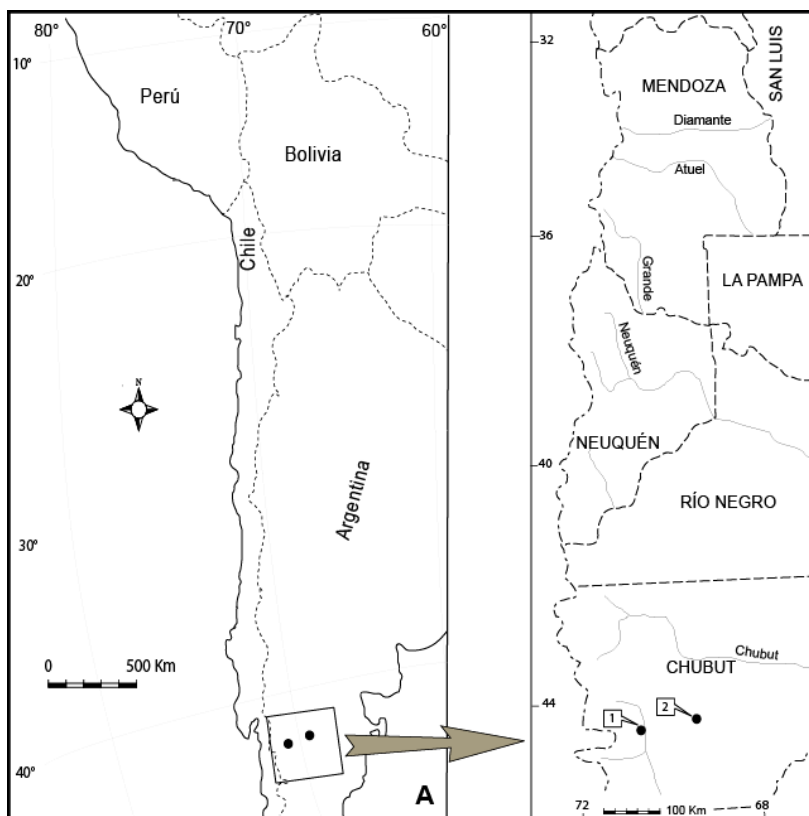 80°
70°
60°
10°
Perú
Bolivia
Chile
20°
N
Argentina
30°
0 500 Km
40°
A
32
MENDOZA
SAN LUIS
Diamante
Atuel
36
Grande
LA PAMPA
Neuquén
NEUQUÉN
40
RÍO NEGRO
Chubut
CHUBUT
44
1
2
72
100 Km
68